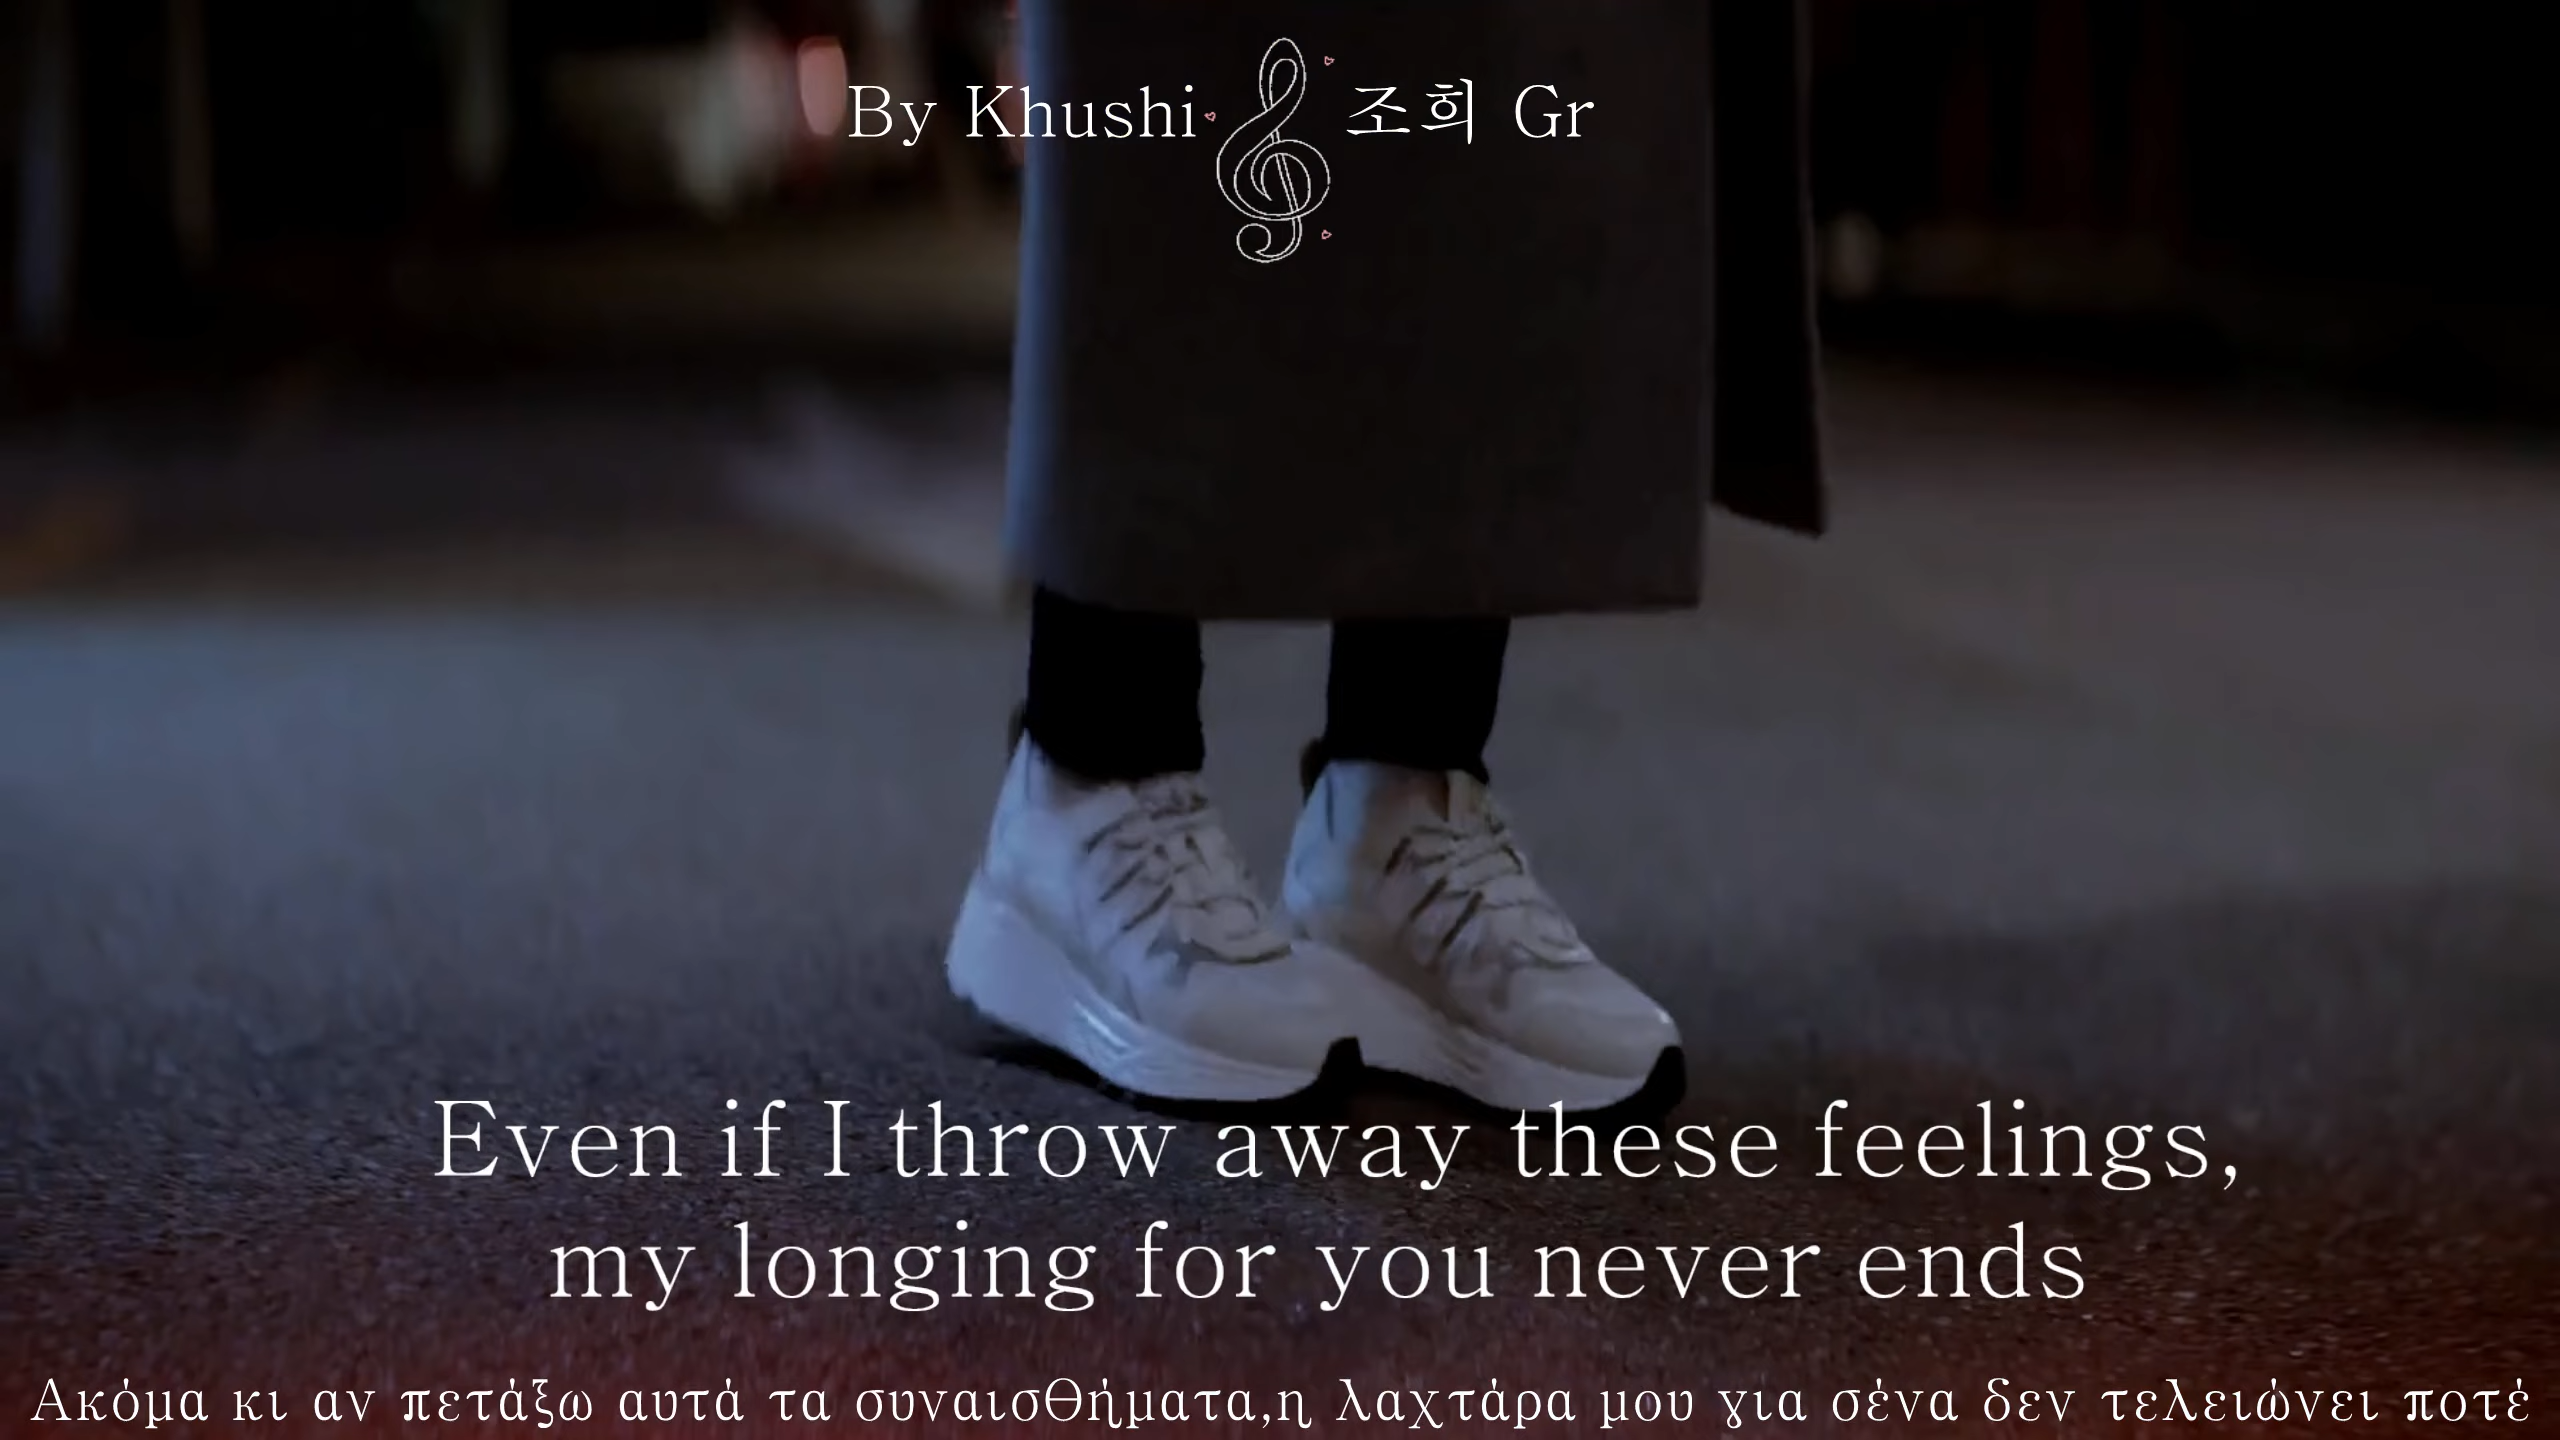 By Khushi 조희 Gr
Even if I throw away these feelings,
my longing for you never ends
Ακόμα κι αν πετάξω αυτά τα συναισθήματα,η λαχτάρα μου για σένα δεν τελειώνει ποτέ